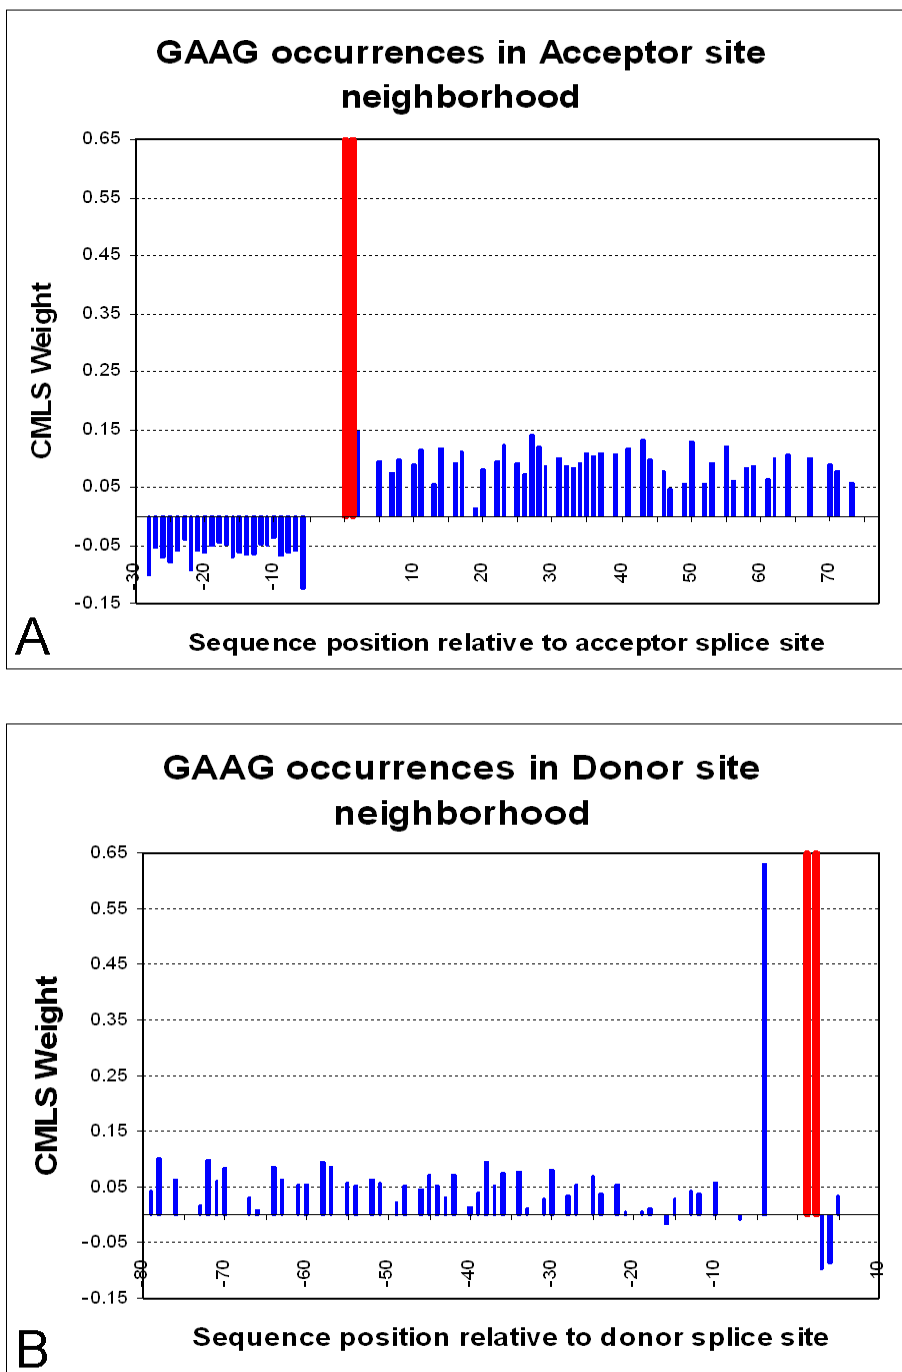 GAAG occurrences in Acceptor site
neighborhood
0.65
0.55
0.45
0.35
0.25
0.15
0.05
-0.05
-0.15
CMLS Weight
-30 -20 -10 10 20 30 40 50 60 70
Sequence position relative to acceptor splice site
A
GAAG occurrences in Donor site
neighborhood
0.65
0.55
0.45
0.35
0.25
0.15
0.05
-0.05
-0.15
CMLS Weight
-80 -70 -60 -50 -40 -30 -20 -10 10
Sequence position relative to donor splice site
B